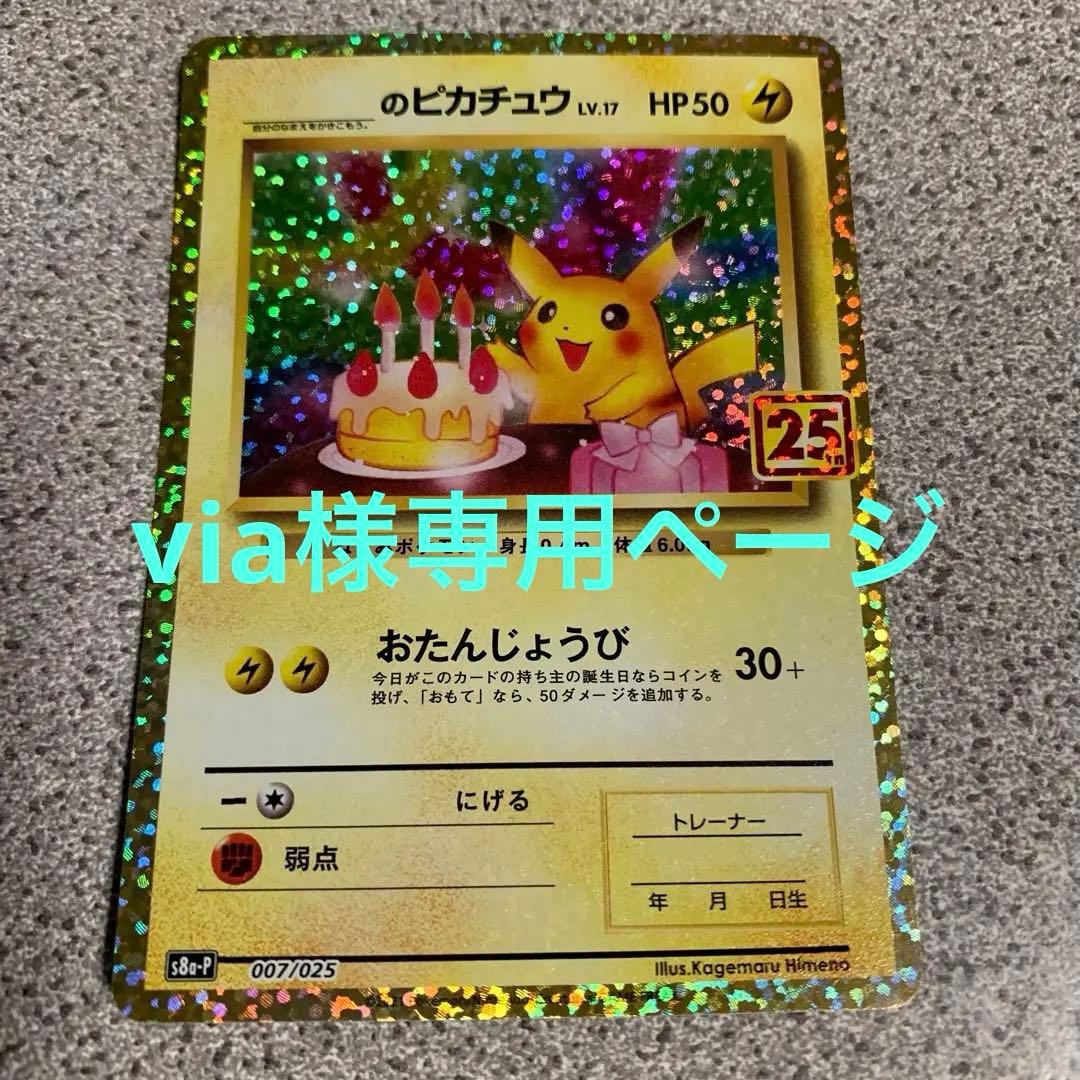 のピカチュウ LV.17 HP50
自分のなまえをかきこもう。
25th
via様専用ページ
おたんじょうび 30+
今日がこのカードの持ち主の誕生日ならコインを
投げ、「おもて」なら、50ダメージを追加する。
にげる
弱点
トレーナー
年 月 日生
s8a-P 007/025
Illus.Kagemaru Himeno